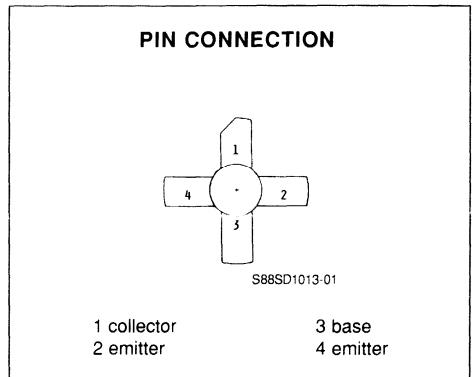 PIN CONNECTION
1
4 2
3
S88SD1013-01
1 collector 3 base
2 emitter 4 emitter